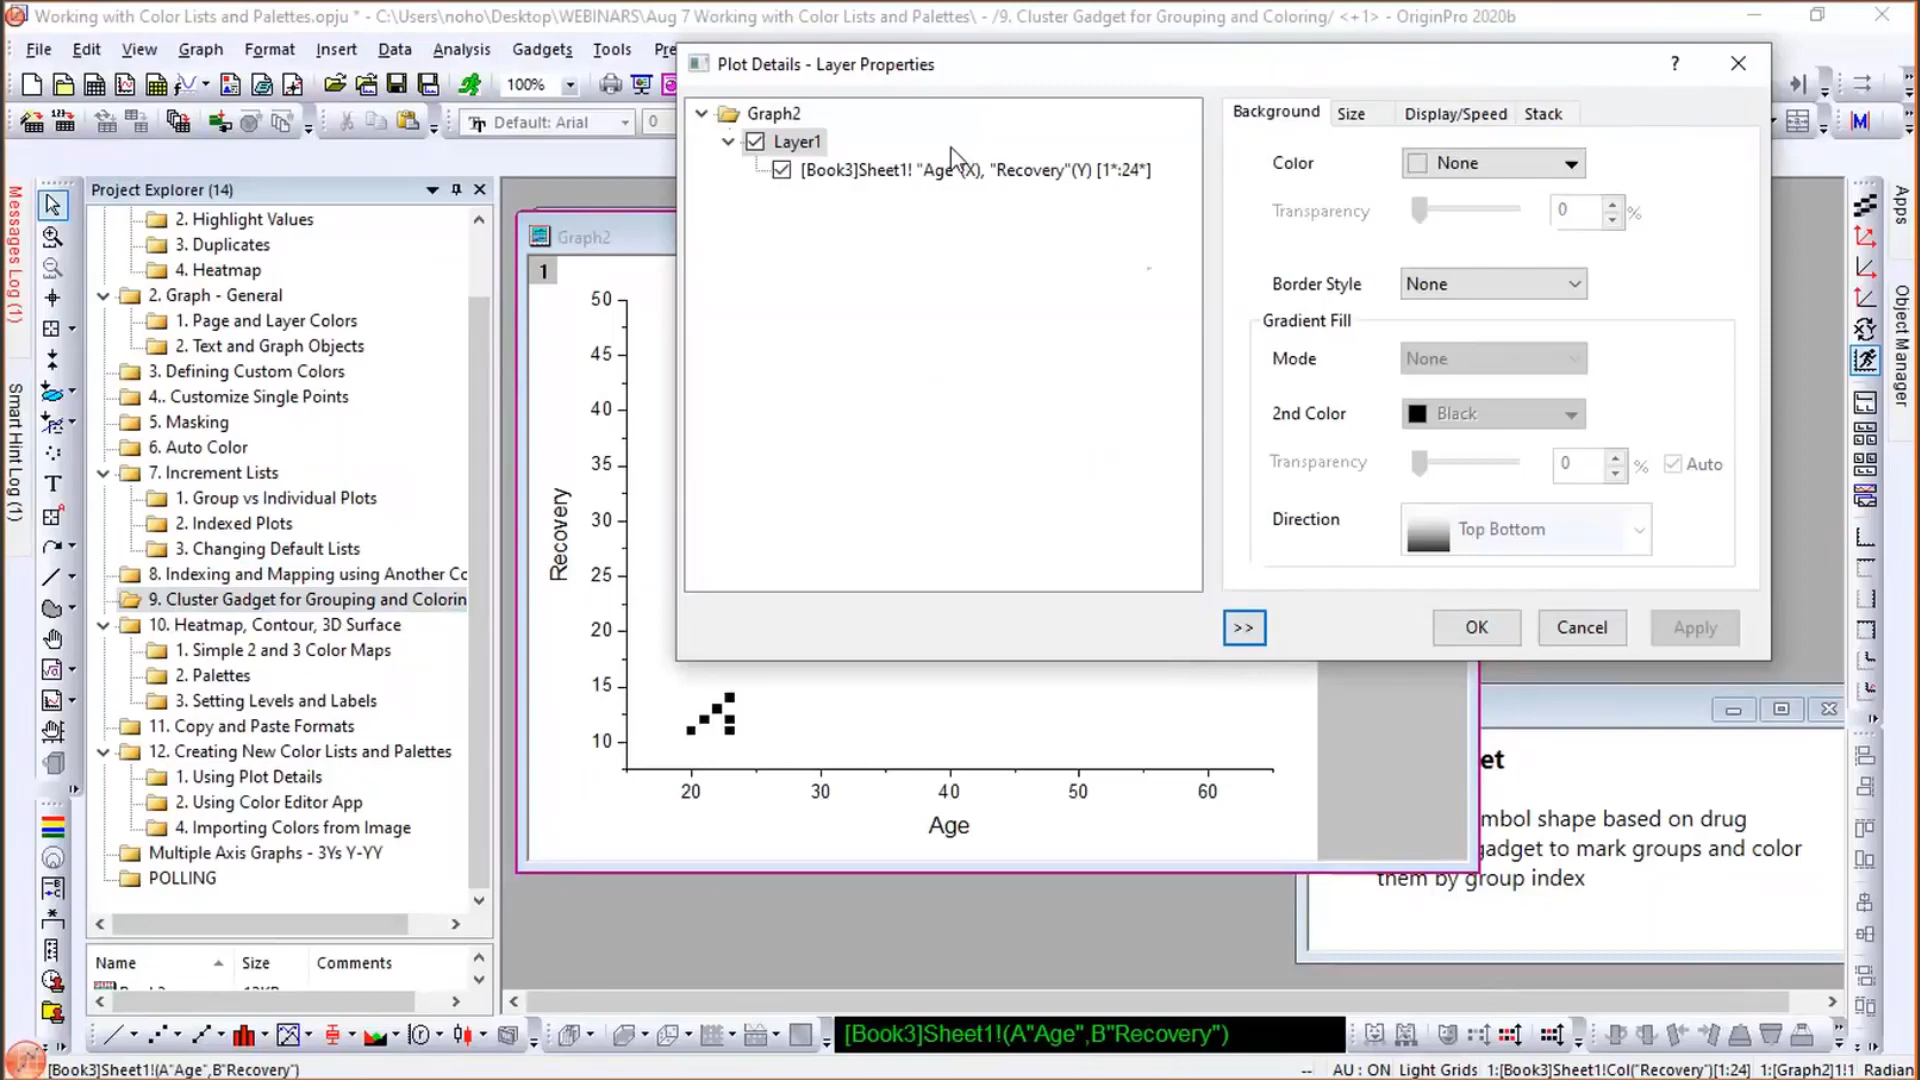 Working with Color Lists and Palettes.opju * - C:\Users\noho\Desktop\WEBINARS\Aug 7 Working with Color Lists and Palettes\ - /9. Cluster Gadget for Grouping and Coloring/ <+1> - OriginPro 2020b
File Edit View Graph Format Insert Data Analysis Gadgets Tools Pre
100%
Default: Arial 0
Messages Log (1)
Smart Hint Log (1)
Project Explorer (14)
2. Highlight Values
3. Duplicates
4. Heatmap
2. Graph - General
1. Page and Layer Colors
2. Text and Graph Objects
3. Defining Custom Colors
4.. Customize Single Points
5. Masking
6. Auto Color
7. Increment Lists
1. Group vs Individual Plots
2. Indexed Plots
3. Changing Default Lists
8. Indexing and Mapping using Another Co
9. Cluster Gadget for Grouping and Colorin
10. Heatmap, Contour, 3D Surface
1. Simple 2 and 3 Color Maps
2. Palettes
3. Setting Levels and Labels
11. Copy and Paste Formats
12. Creating New Color Lists and Palettes
1. Using Plot Details
2. Using Color Editor App
4. Importing Colors from Image
Multiple Axis Graphs - 3Ys Y-YY
POLLING
Name Size Comments
Graph2
1
50
45
40
35
30
25
20
15
10
Recovery
20 30 40 50 60
Age
Plot Details - Layer Properties
?
Graph2
Layer1
[Book3]Sheet1! "Age"(X), "Recovery"(Y) [1*:24*]
Background Size Display/Speed Stack
Color None
Transparency 0 %
Border Style None
Gradient Fill
Mode None
2nd Color Black
Transparency 0 % Auto
Direction Top Bottom
>> OK Cancel Apply
et
mbol shape based on drug
gadget to mark groups and color
them by group index
Apps
Object Manager
[Book3]Sheet1!(A"Age",B"Recovery")
[Book3]Sheet1!(A"Age",B"Recovery")
-- AU : ON Light Grids 1:[Book3]Sheet1!Col("Recovery")[1:24] 1:[Graph2]1!1 Radian